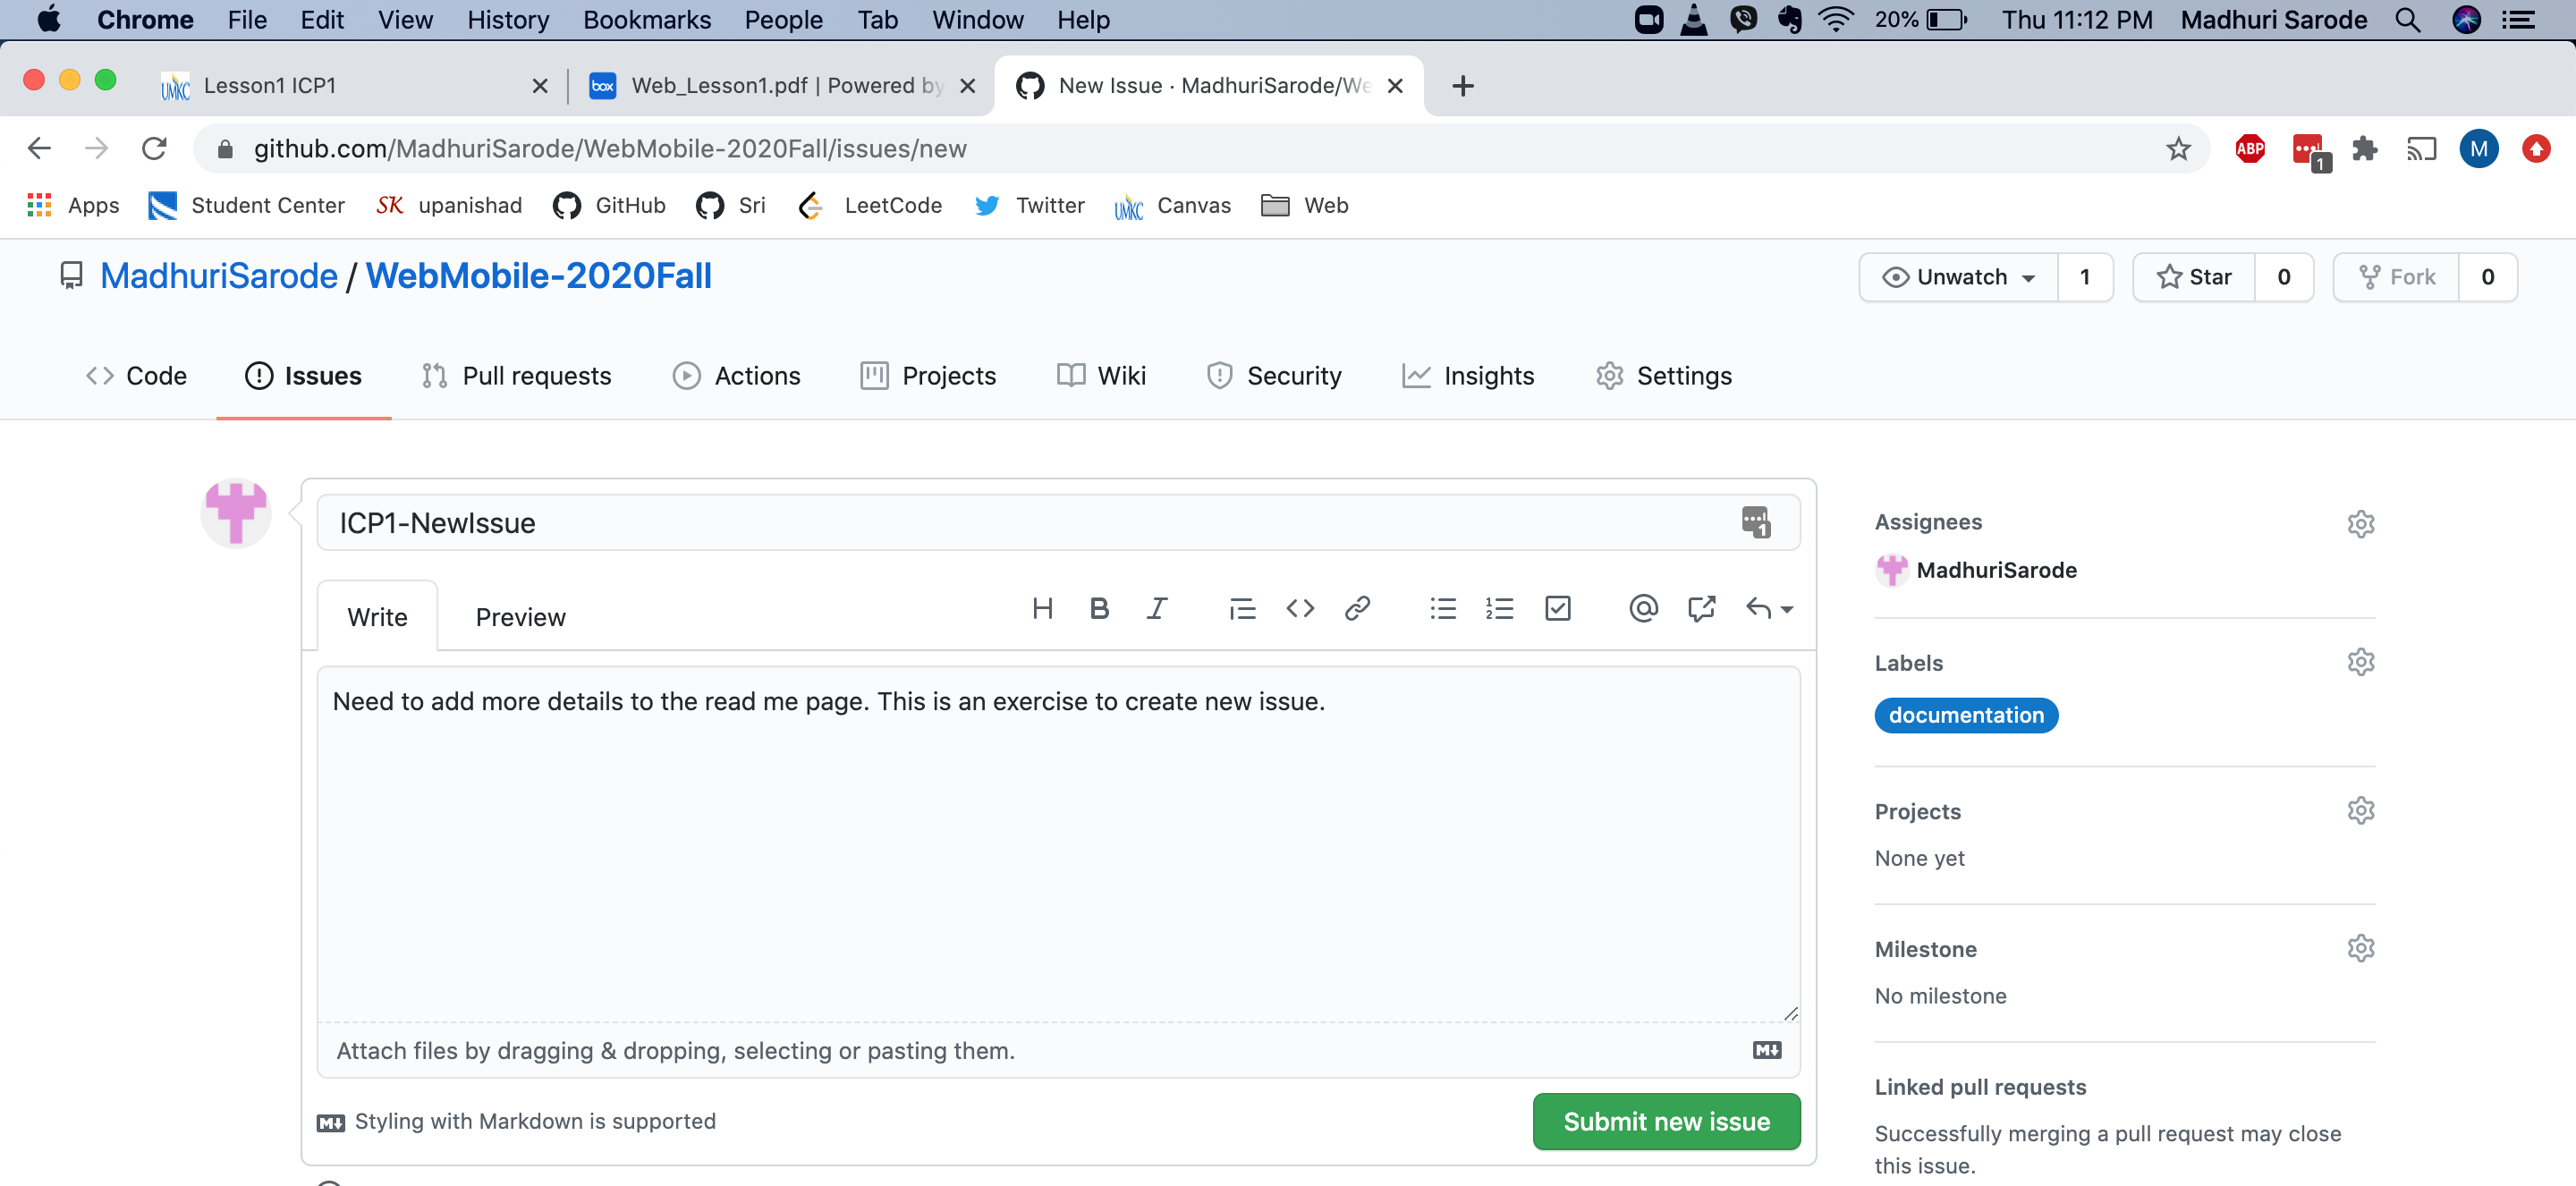 Chrome File Edit View History Bookmarks People Tab Window Help 20% Thu 11:12 PM Madhuri Sarode
UMKC Lesson1 ICP1 box Web_Lesson1.pdf | Powered by New Issue · MadhuriSarode/We
github.com/MadhuriSarode/WebMobile-2020Fall/issues/new ABP 1 M
Apps Student Center SK upanishad GitHub Sri LeetCode Twitter UMKC Canvas Web
MadhuriSarode / WebMobile-2020Fall Unwatch 1 Star 0 Fork 0
Code Issues Pull requests Actions Projects Wiki Security Insights Settings
ICP1-NewIssue 1
Assignees
MadhuriSarode
Write Preview H B I @
Labels
documentation
Need to add more details to the read me page. This is an exercise to create new issue.
Projects
None yet
Milestone
No milestone
Attach files by dragging & dropping, selecting or pasting them.
Linked pull requests
Styling with Markdown is supported Submit new issue
Successfully merging a pull request may close
this issue.